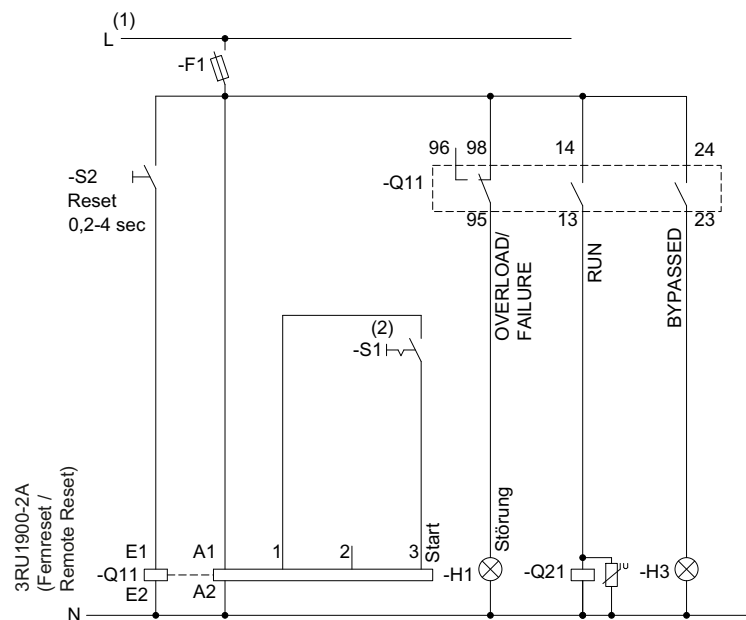 (1)
L
-F1
96 98 14 24
-S2
Reset
0,2-4 sec
-Q11
95 13 23
OVERLOAD/
FAILURE
RUN
BYPASSED
(2)
-S1
3RU1900-2A
(Fernreset /
Remote Reset)
Start
Störung
E1 A1 1 2 3
-Q11 -H1 -Q21 U -H3
E2 A2
N